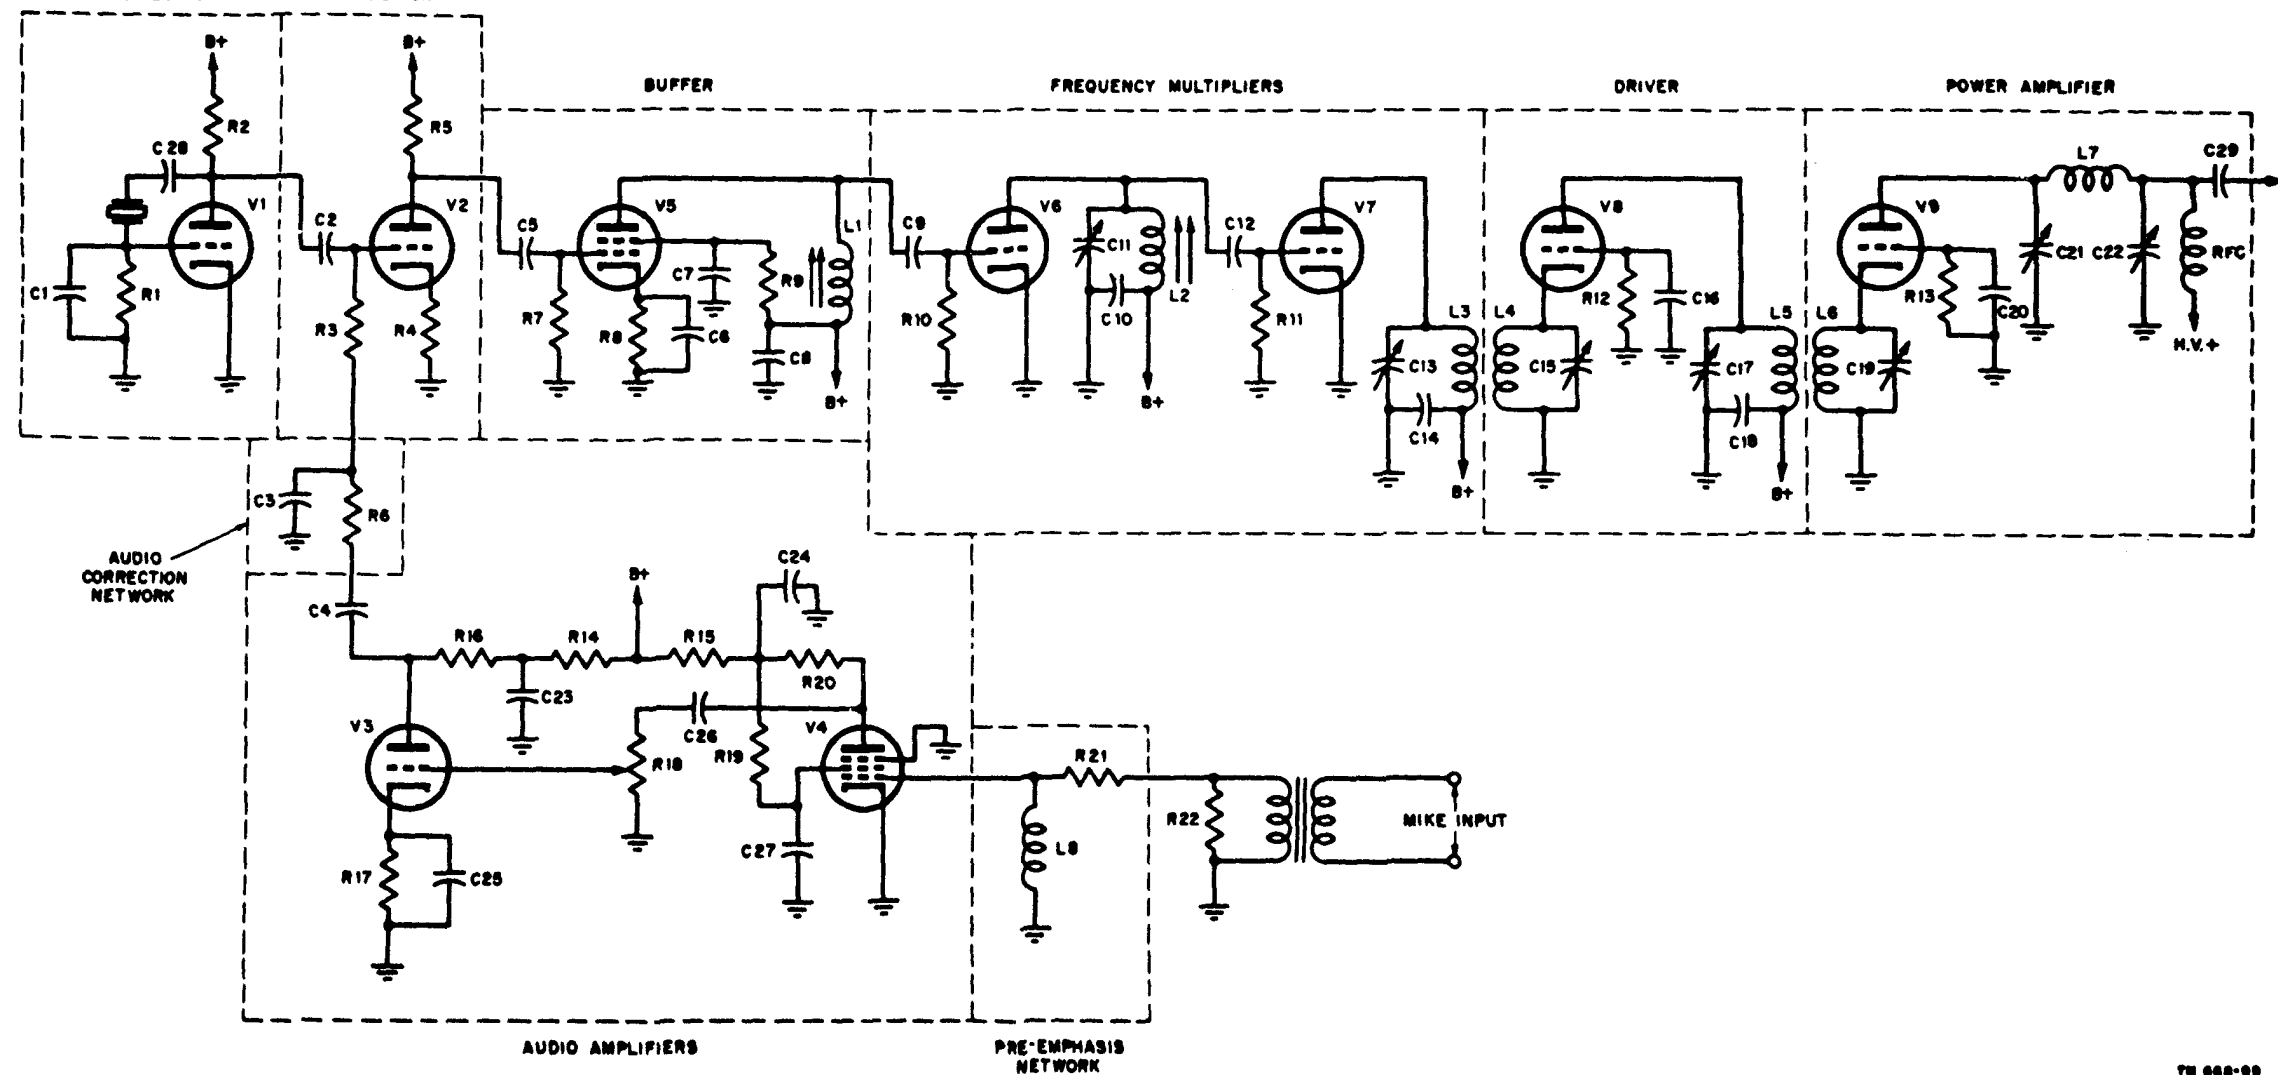 BUFFER
FREQUENCY MULTIPLIERS
DRIVER
POWER AMPLIFIER
B+
B+
R2
R5
C28
V1
V2
C2
C1
R1
R3
R4
C5
V5
L1
C7
R9
R7
R8
C6
C8
B+
C9
V6
C11
L2
C10
R10
B+
C12
V7
R11
L3
C13
C14
B+
V8
R12
C16
L4
C15
L5
C17
C18
B+
V9
R13
C20
L6
C19
L7
C21
C22
C29
RFC
H.V.+
C3
R6
AUDIO
CORRECTION
NETWORK
C4
B+
C24
R16
R14
R15
R20
C23
V3
C26
R18
R19
V4
C27
R17
C25
R21
L8
R22
MIKE INPUT
AUDIO AMPLIFIERS
PRE-EMPHASIS
NETWORK
TM 668-99